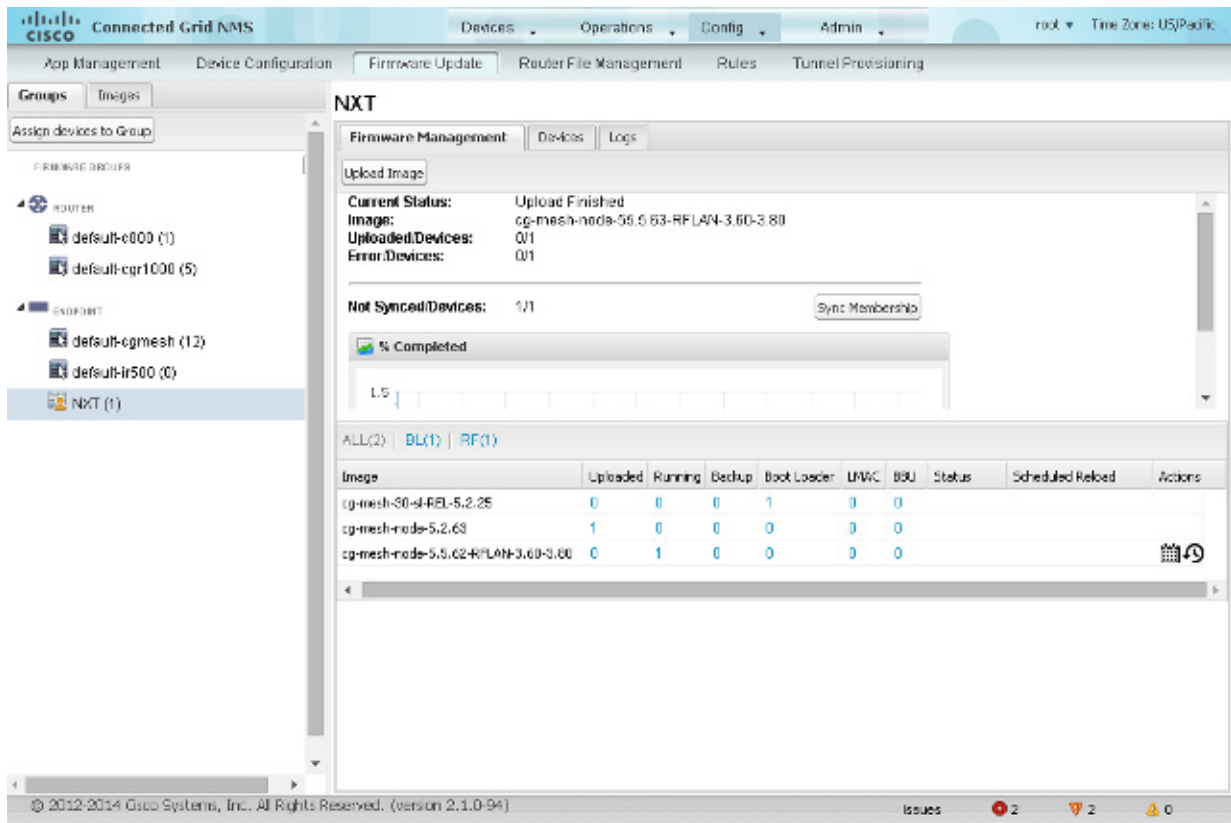 CISCO Connected Grid NMS
Devices Operations Config Admin
root Time Zone: US/Pacific
App Management Device Configuration Firmware Update Router File Management Rules Tunnel Provisioning
Groups Images
Assign devices to Group
FIRMWARE GROUPS
ROUTER
default-c800 (1)
default-cgr1000 (5)
ENDPOINT
default-cgmesh (12)
default-ir500 (0)
NXT (1)
NXT
Firmware Management Devices Logs
Upload Image
Current Status: Upload Finished
Image: cg-mesh-node-55.5.63-RFLAN-3.60-3.80
Uploaded/Devices: 0/1
Error/Devices: 0/1
Not Synced/Devices: 1/1
Sync Membership
% Completed
1.5
ALL(2) | BL(1) | RF(1)
Image Uploaded Running Backup Boot Loader LMAC BBU Status Scheduled Reload Actions
cg-mesh-30-sl-REL-5.2.25 0 0 0 1 0 0
cg-mesh-node-5.2.63 1 0 0 0 0 0
cg-mesh-node-5.5.62-RFLAN-3.60-3.80 0 1 0 0 0 0
© 2012-2014 Cisco Systems, Inc. All Rights Reserved. (version 2.1.0-94)
Issues 2 2 0